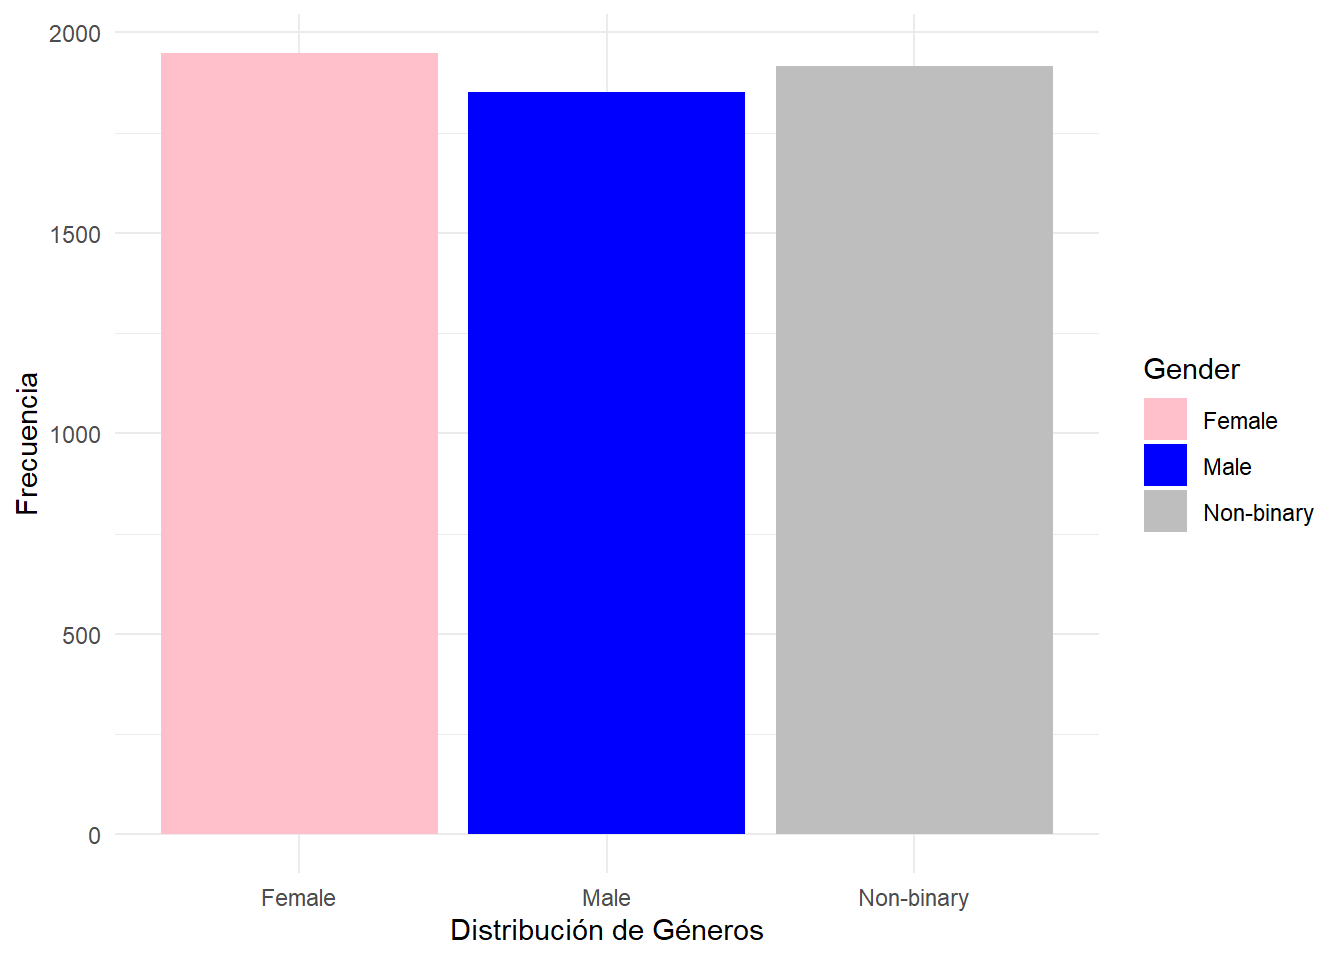 2000
1500
1000
500
0
Frecuencia
Female
Male
Non-binary
Distribución de Géneros
Gender
Female
Male
Non-binary